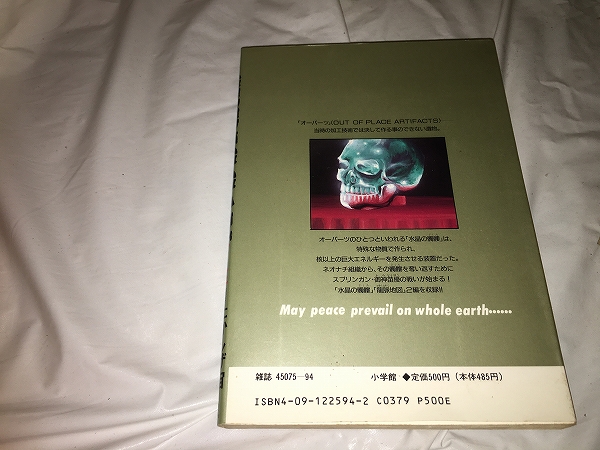 「オーパーツ」(OUT OF PLACE ARTIFACTS)
当時の加工技術では決して作る事のできない遺物。
オーパーツのひとつといわれる「水晶の髑髏」は、
特殊な物質で作られ、
核以上の巨大エネルギーを発生させる装置だった。
ネオナチ組織から、その髑髏を奪い返すために
スプリガン・御神苗優の戦いが始まる!
「水晶の髑髏」「龍脈地図」2編を収録!!
May peace prevail on whole earth……
雑誌 45075-94 小学館 ◆定価500円(本体485円)
ISBN4-09-122594-2 C0379 P500E